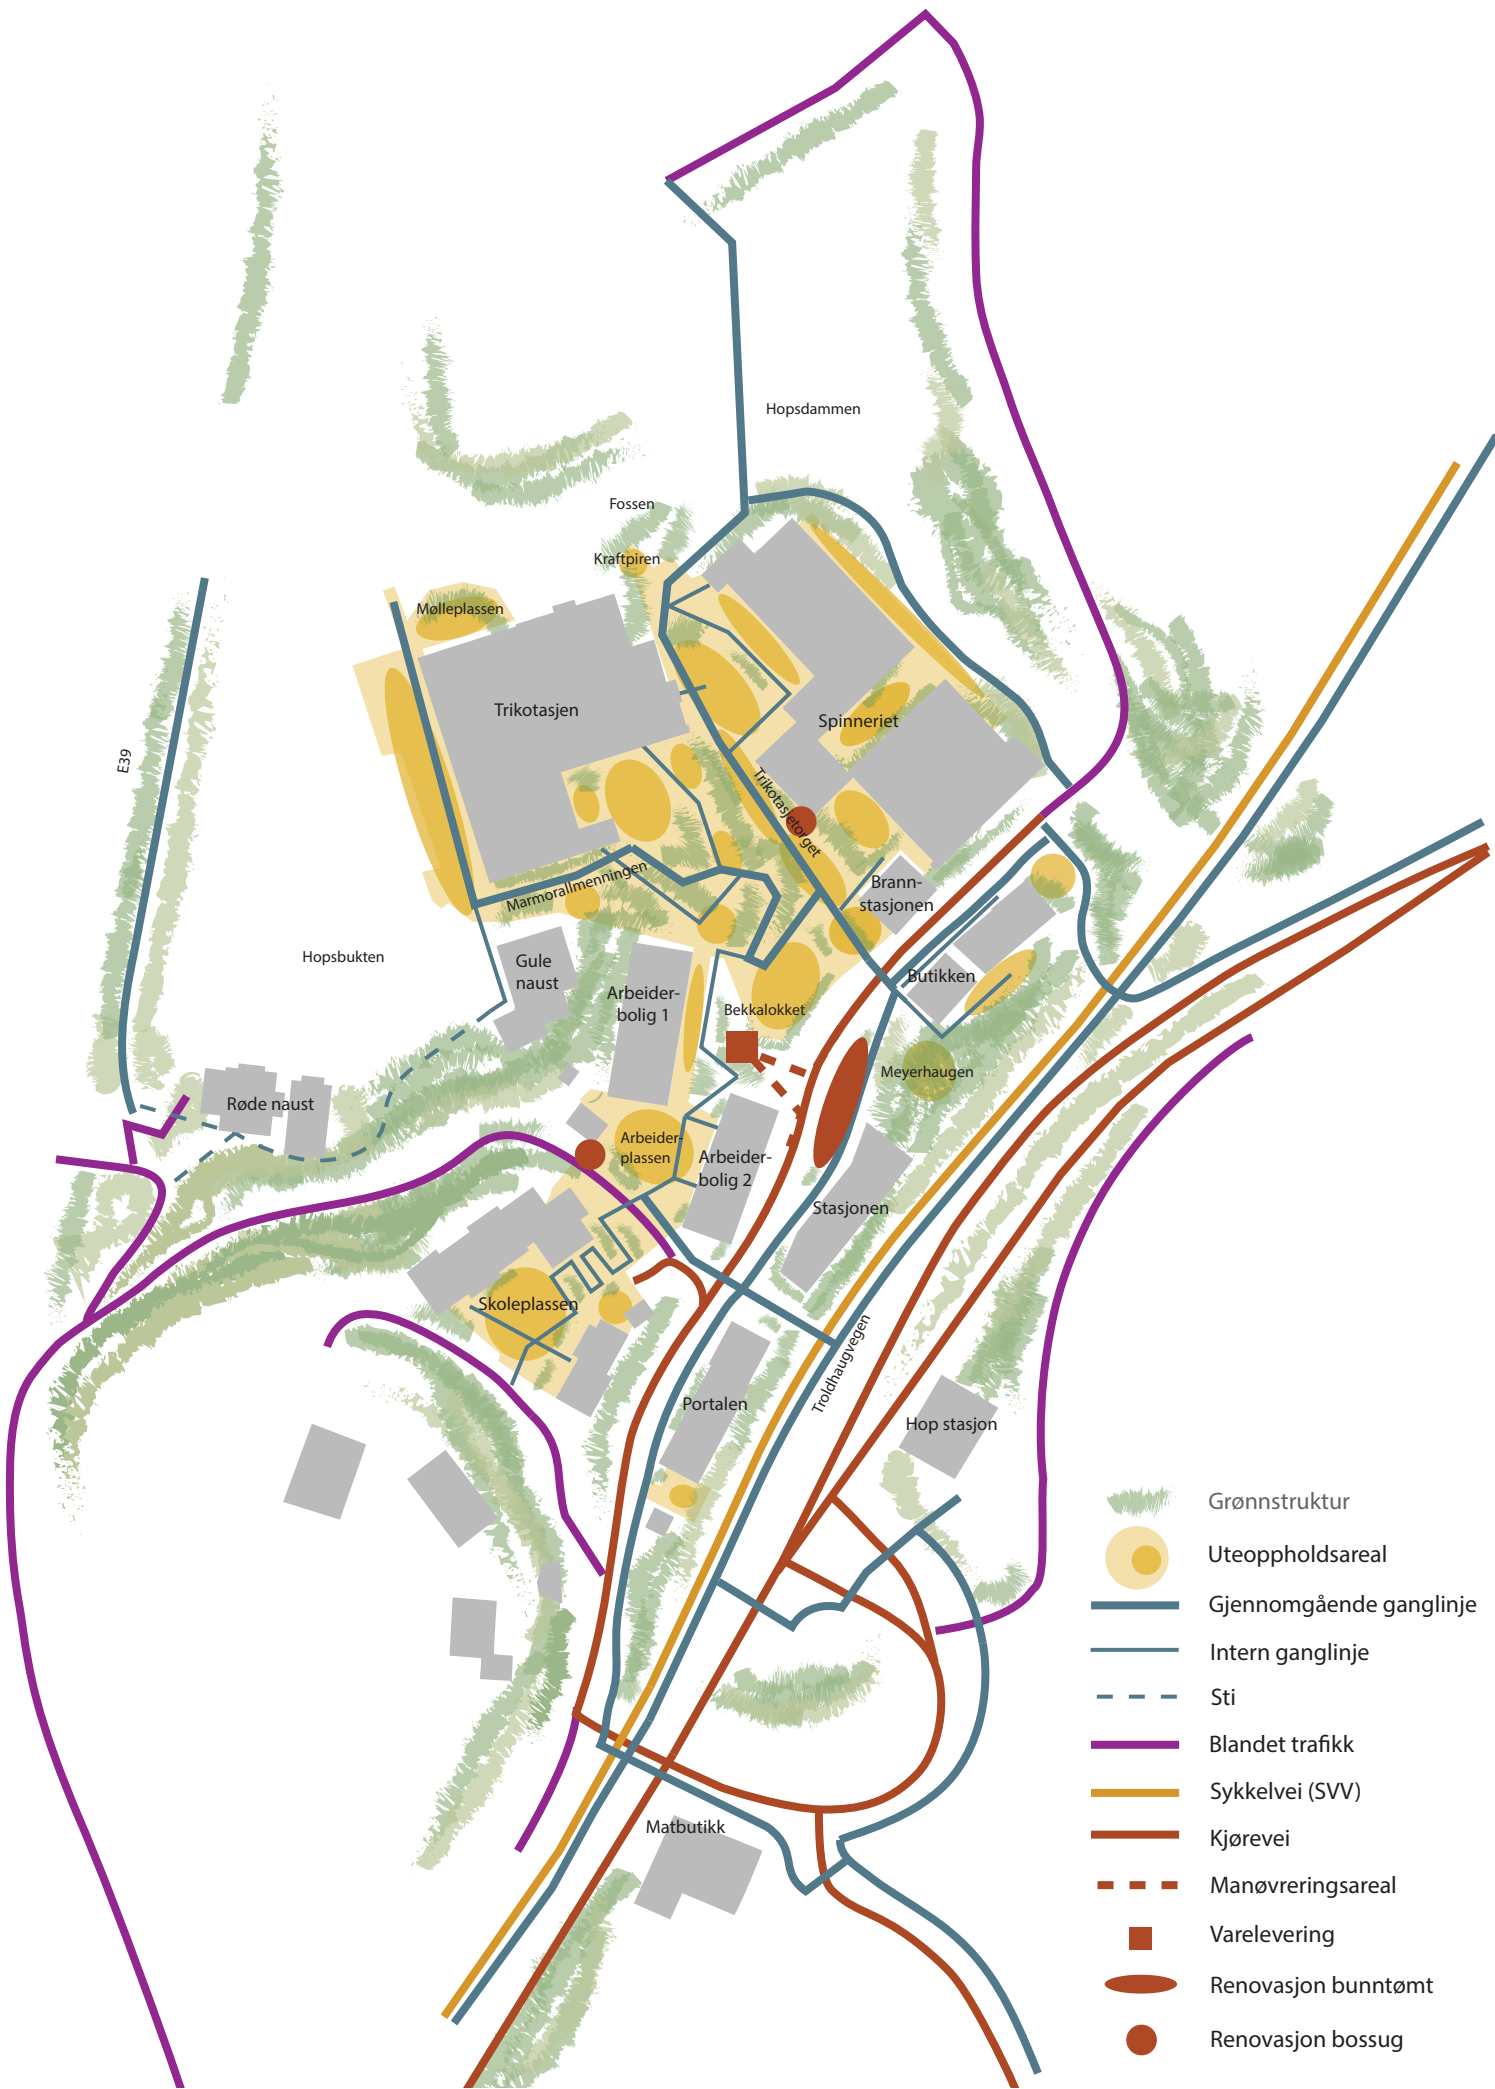 Hopsdammen
Fossen
Kraftpiren
Mølleplassen
Trikotasjen
Spinneriet
E39
Trikotasjetorget
Marmorallmenningen
Brann-
stasjonen
Hopsbukten
Gule
naust
Arbeider-
bolig 1
Butikken
Bekkalokket
Meyerhaugen
Røde naust
Arbeider-
plassen
Arbeider-
bolig 2
Stasjonen
Skoleplassen
Troldhaugvegen
Portalen
Hop stasjon
Matbutikk
Grønnstruktur
Uteoppholdsareal
Gjennomgående ganglinje
Intern ganglinje
Sti
Blandet trafikk
Sykkelvei (SVV)
Kjørevei
Manøvreringsareal
Varelevering
Renovasjon bunntømt
Renovasjon bossug